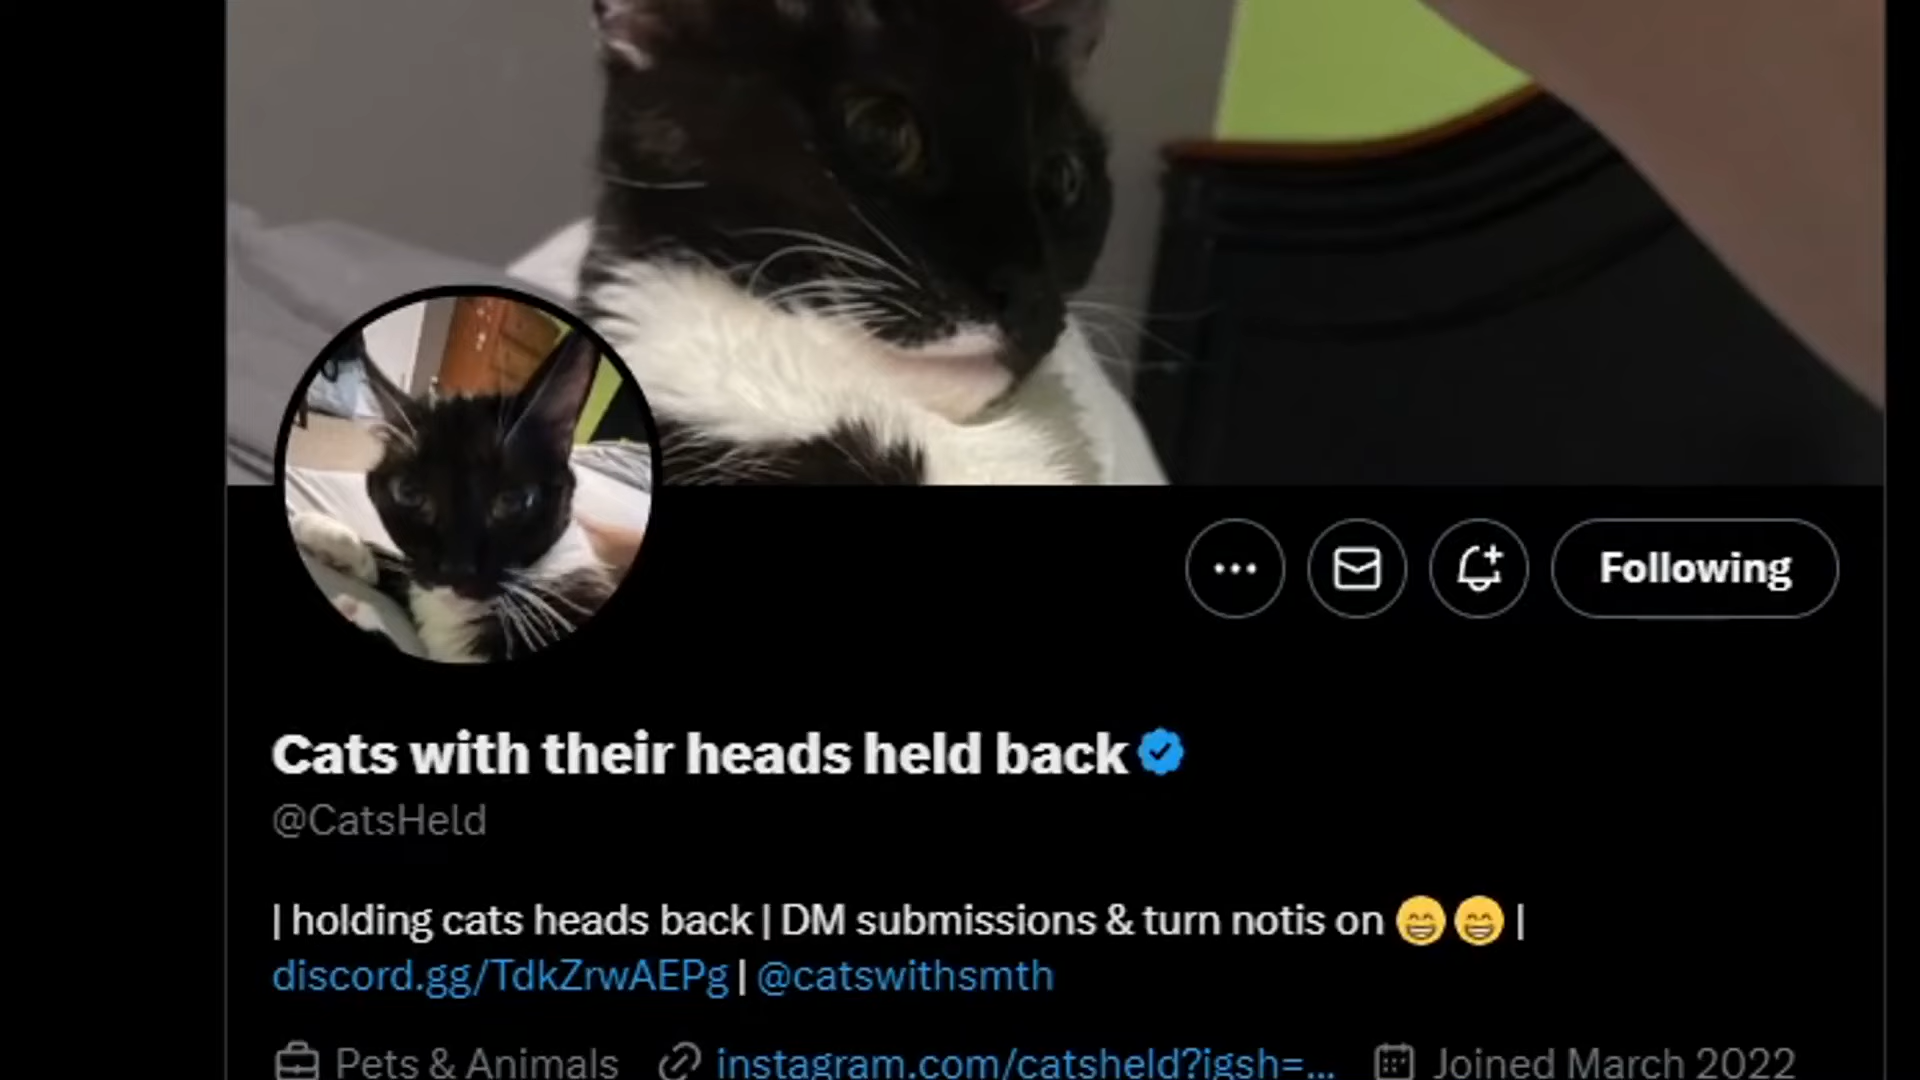 Following
Cats with their heads held back
@CatsHeld
| holding cats heads back | DM submissions & turn notis on 😁😁 |
discord.gg/TdkZrwAEPg | @catswithsmth
Pets & Animals instagram.com/catsheld?igsh=... Joined March 2022